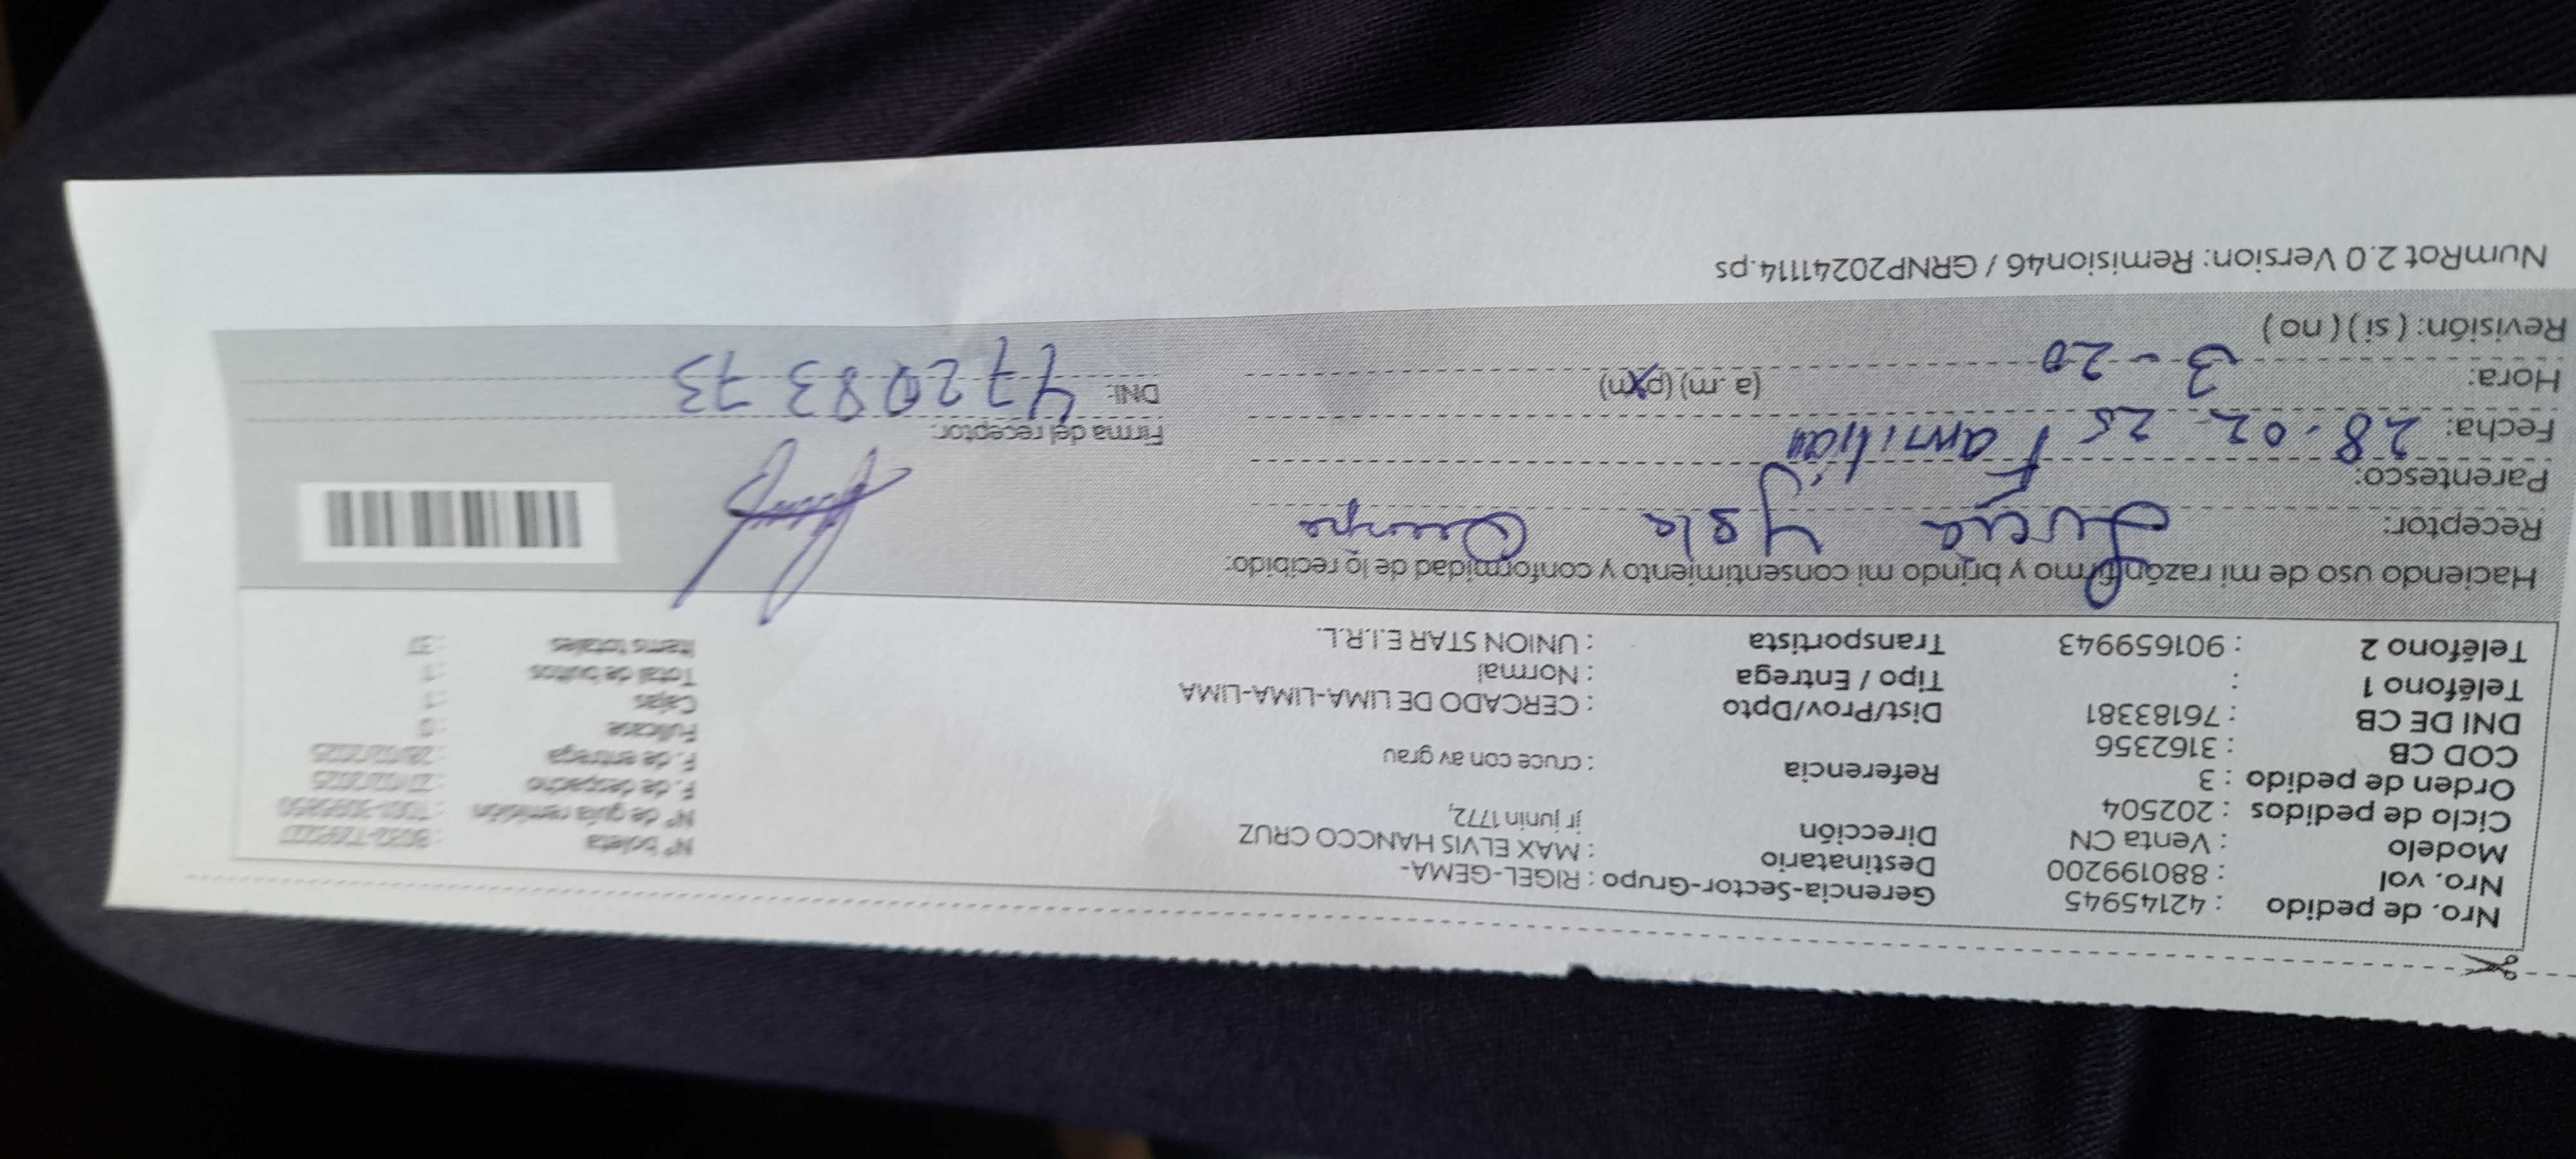 Nro. de pedido : 42145945 Gerencia-Sector-Grupo : RIGEL-GEMA-
Nro. vol : 880199200 Destinatario : MAX ELVIS HANCCO CRUZ
Modelo : Venta CN Dirección jr junin 1772,
Ciclo de pedidos : 202504
Orden de pedido : 3 Referencia : cruce con av grau
COD CB : 3162356
DNI DE CB : 76183381 Dist/Prov/Dpto : CERCADO DE LIMA-LIMA-LIMA
Teléfono 1 : Tipo / Entrega : Normal
Teléfono 2 : 901659943 Transportista : UNION STAR E.I.R.L.
N° boleta
N° de guía remisión
F. de despacho : 27/02/2025
F. de entrega : 28/02/2025
Fullcase : 0
Cajas : 1
Total de bultos : 1
Items totales : 37
Haciendo uso de mi razón firmo y brindo mi consentimiento y conformidad de lo recibido:
Receptor: Lucia
Parentesco: Familiar
Fecha: 28-02-25
Hora: 3-20 (a.m) (p.m)
Revisión: (si) (no)
Firma del receptor:
DNI: 47208373
NumRot 2.0 Version: Remision46 / GRNP20241114.ps